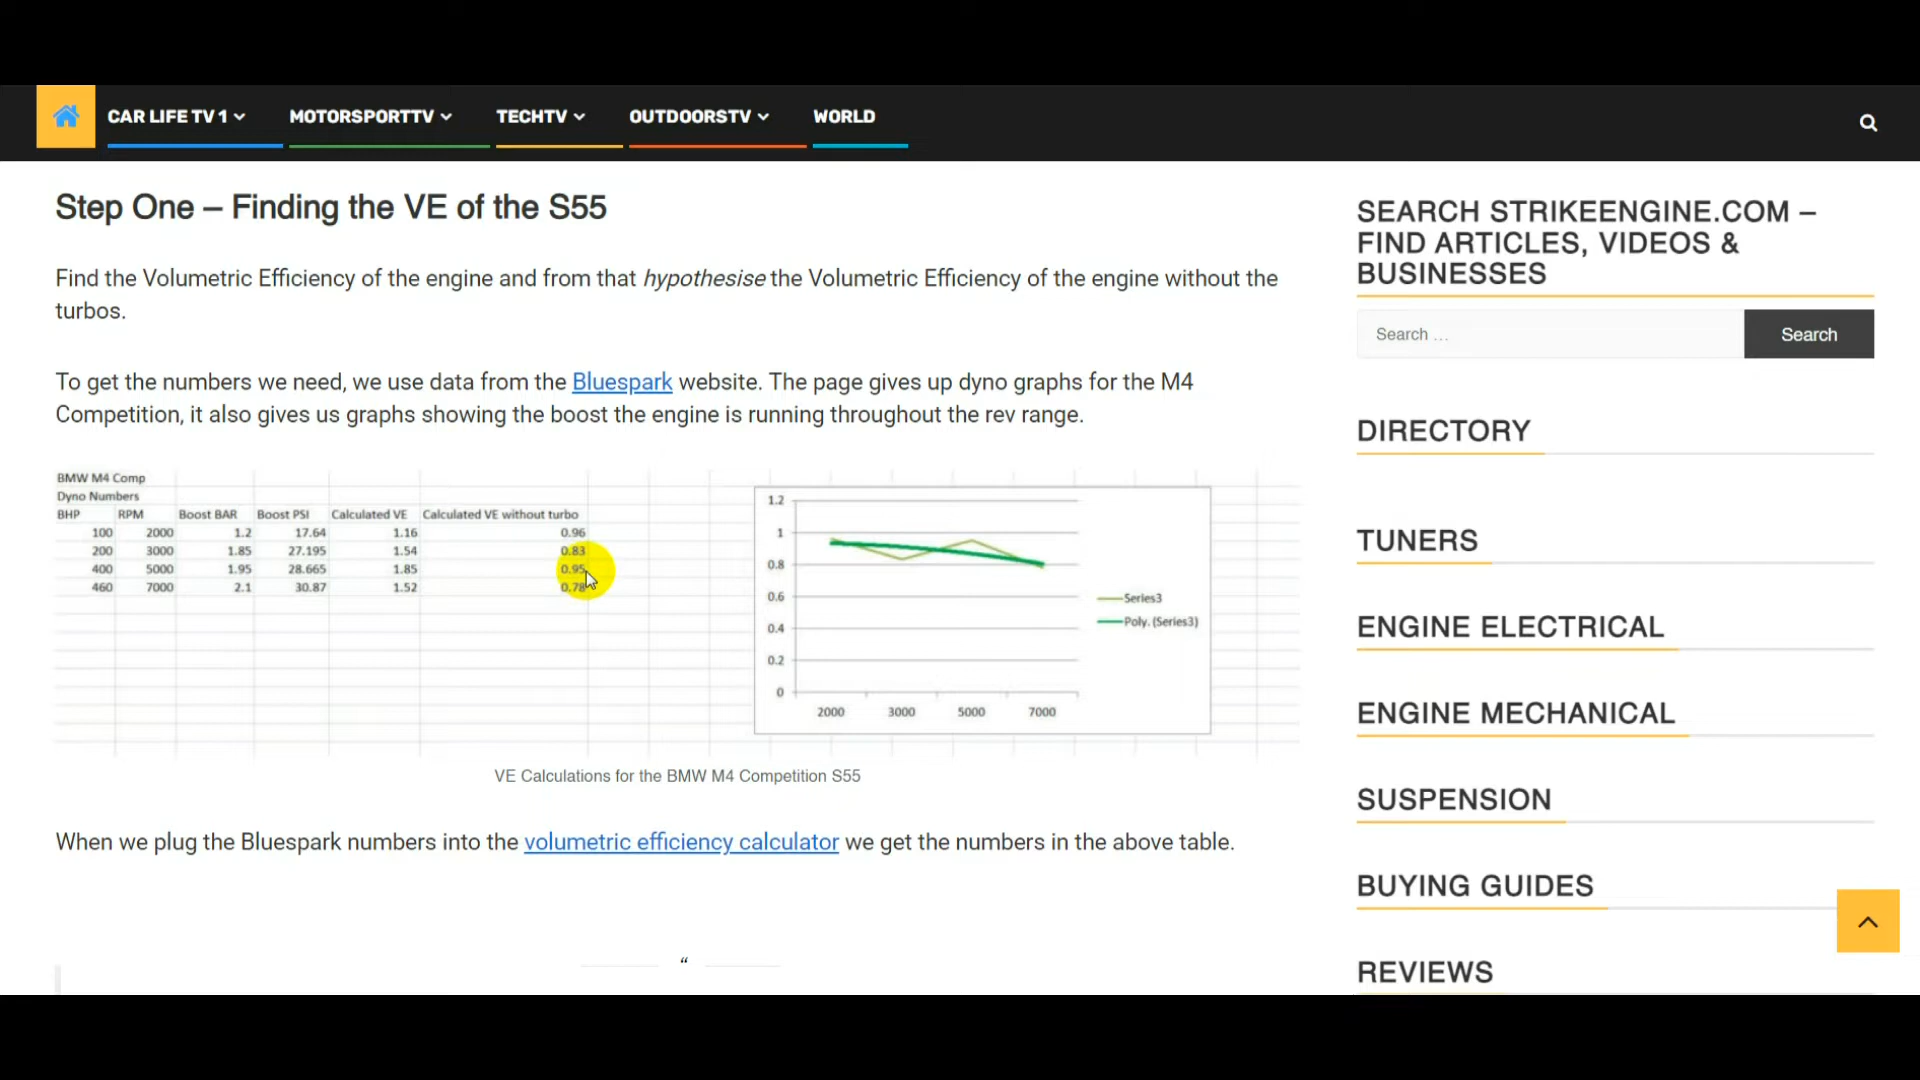 CAR LIFE TV 1 MOTORSPORTTV TECHTV OUTDOORSTV WORLD
Step One – Finding the VE of the S55
Find the Volumetric Efficiency of the engine and from that hypothesise the Volumetric Efficiency of the engine without the
turbos.
To get the numbers we need, we use data from the Bluespark website. The page gives up dyno graphs for the M4
Competition, it also gives us graphs showing the boost the engine is running throughout the rev range.
BMW M4 Comp
Dyno Numbers
BHP RPM Boost BAR Boost PSI Calculated VE Calculated VE without turbo
100 2000 1.2 17.64 1.16 0.96
200 3000 1.85 27.195 1.54 0.83
400 5000 1.95 28.665 1.85 0.95
460 7000 2.1 30.87 1.52 0.78
1.2
1
0.8
0.6
0.4
0.2
0
2000 3000 5000 7000
Series3
Poly. (Series3)
VE Calculations for the BMW M4 Competition S55
When we plug the Bluespark numbers into the volumetric efficiency calculator we get the numbers in the above table.
“
SEARCH STRIKEENGINE.COM –
FIND ARTICLES, VIDEOS &
BUSINESSES
Search …
Search
DIRECTORY
TUNERS
ENGINE ELECTRICAL
ENGINE MECHANICAL
SUSPENSION
BUYING GUIDES
REVIEWS